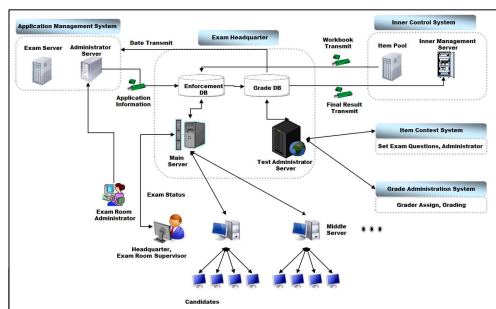 Application Management System
Exam Headquarter
Inner Control System
Exam Server
Administrator
Server
Date Transmit
Workbook
Transmit
Item Pool
Inner Management
Server
Application
Information
Enforcement
DB
Grade DB
Final Result
Transmit
Main
Server
Test Administrator
Server
Item Contest System
Set Exam Questions, Administrator
Grade Administration System
Grader Assign, Grading
Exam Room
Administrator
Exam Status
Headquarter,
Exam Room Supervisor
Middle
Server
Candidates